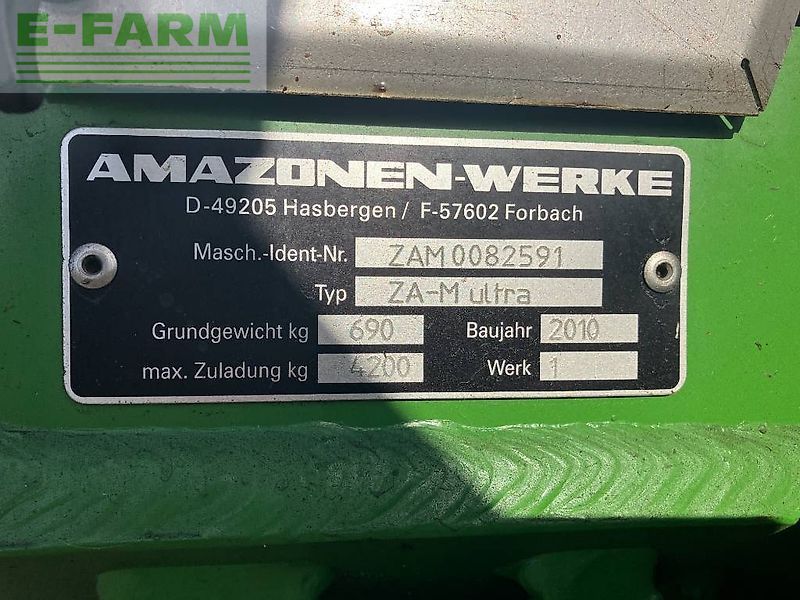 E-FARM
AMAZONEN-WERKE
D-49205 Hasbergen / F-57602 Forbach
Masch.-Ident-Nr. ZAM0082591
Typ ZA-M ultra
Grundgewicht kg 690 Baujahr 2010
max. Zuladung kg 4200 Werk 1